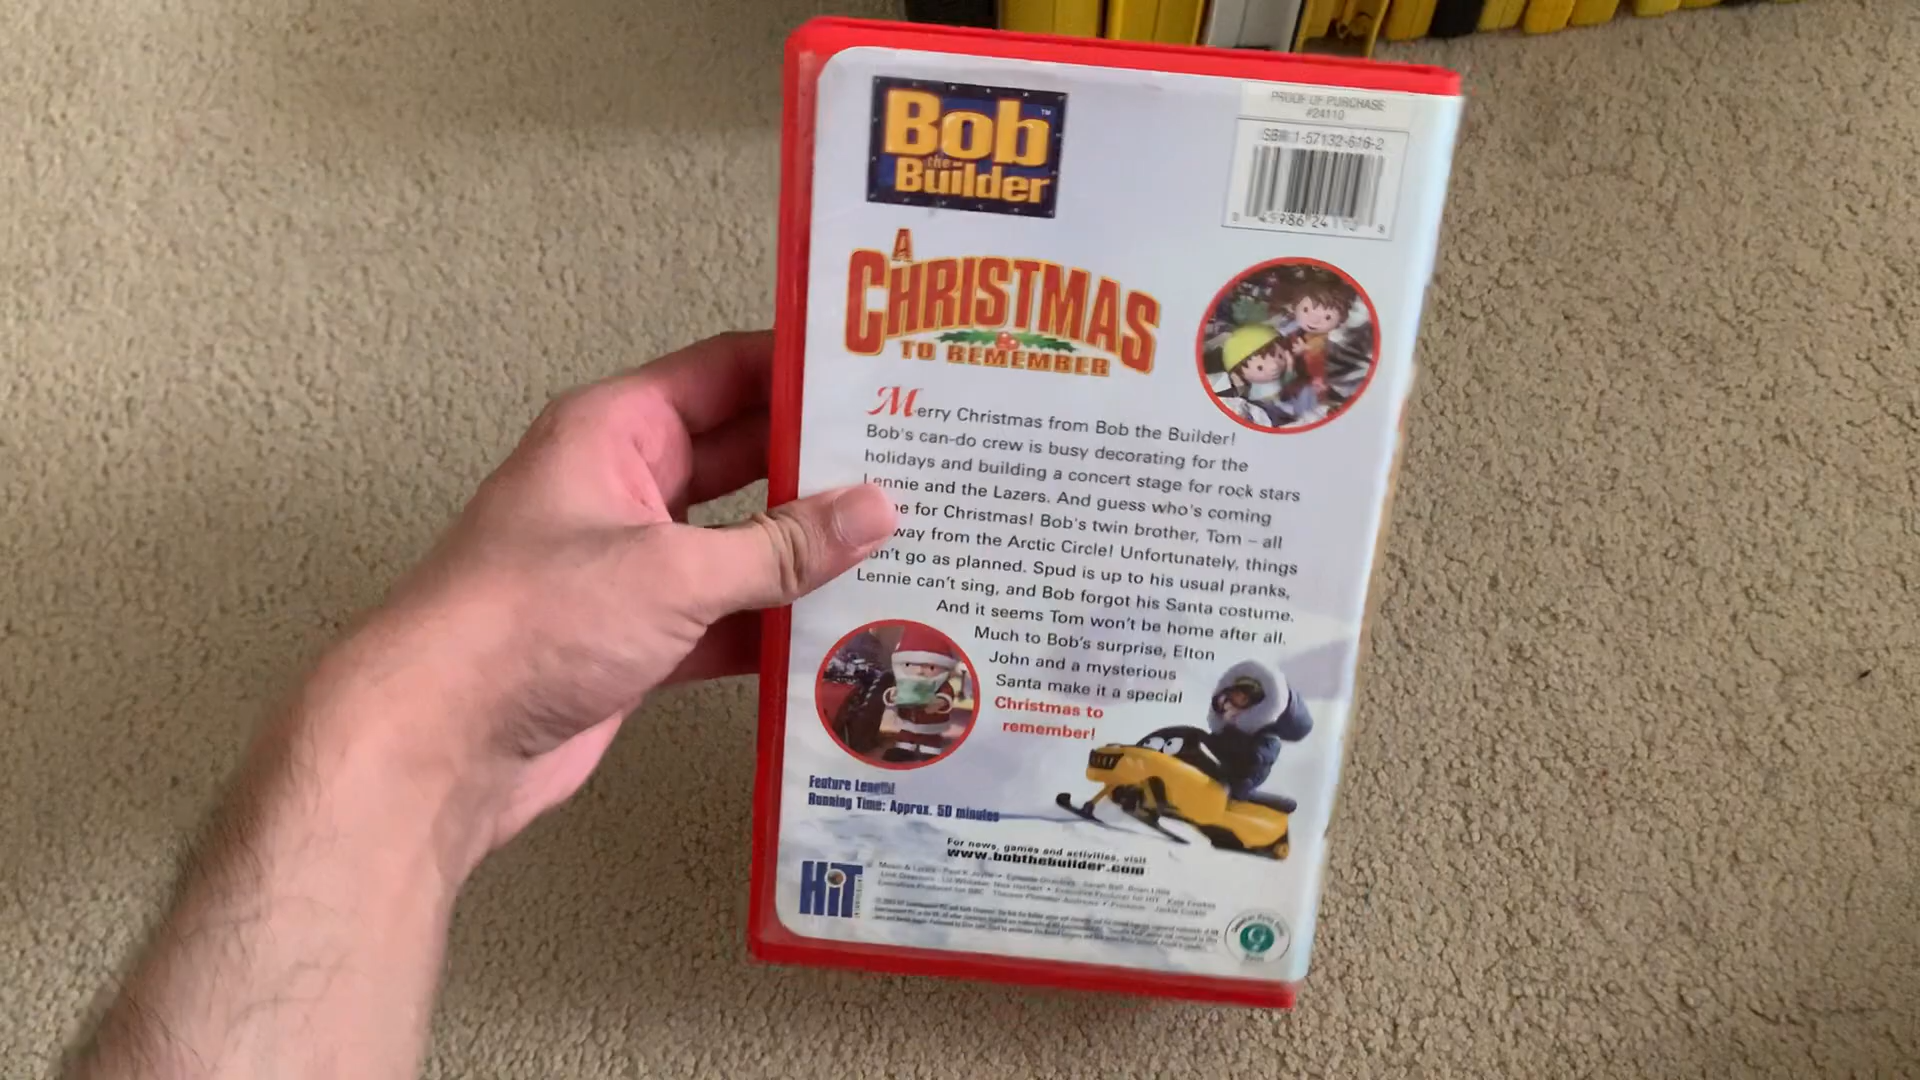 Bob
the
Builder
™
PROOF OF PURCHASE
#24110
1-57132-616-2
A
CHRISTMAS
TO REMEMBER
Merry Christmas from Bob the Builder!
Bob's can-do crew is busy decorating for the
holidays and building a concert stage for rock stars
Lennie and the Lazers. And guess who's coming
for Christmas! Bob's twin brother, Tom – all
from the Arctic Circle! Unfortunately, things
go as planned. Spud is up to his usual pranks,
Lennie can't sing, and Bob forgot his Santa costume.
And it seems Tom won't be home after all.
Much to Bob's surprise, Elton
John and a mysterious
Santa make it a special
Christmas to
remember!
Feature Length!
Running Time: Approx. 50 minutes
For news, games and activities, visit
www.bobthebuilder.com
HiT
ENTERTAINMENT